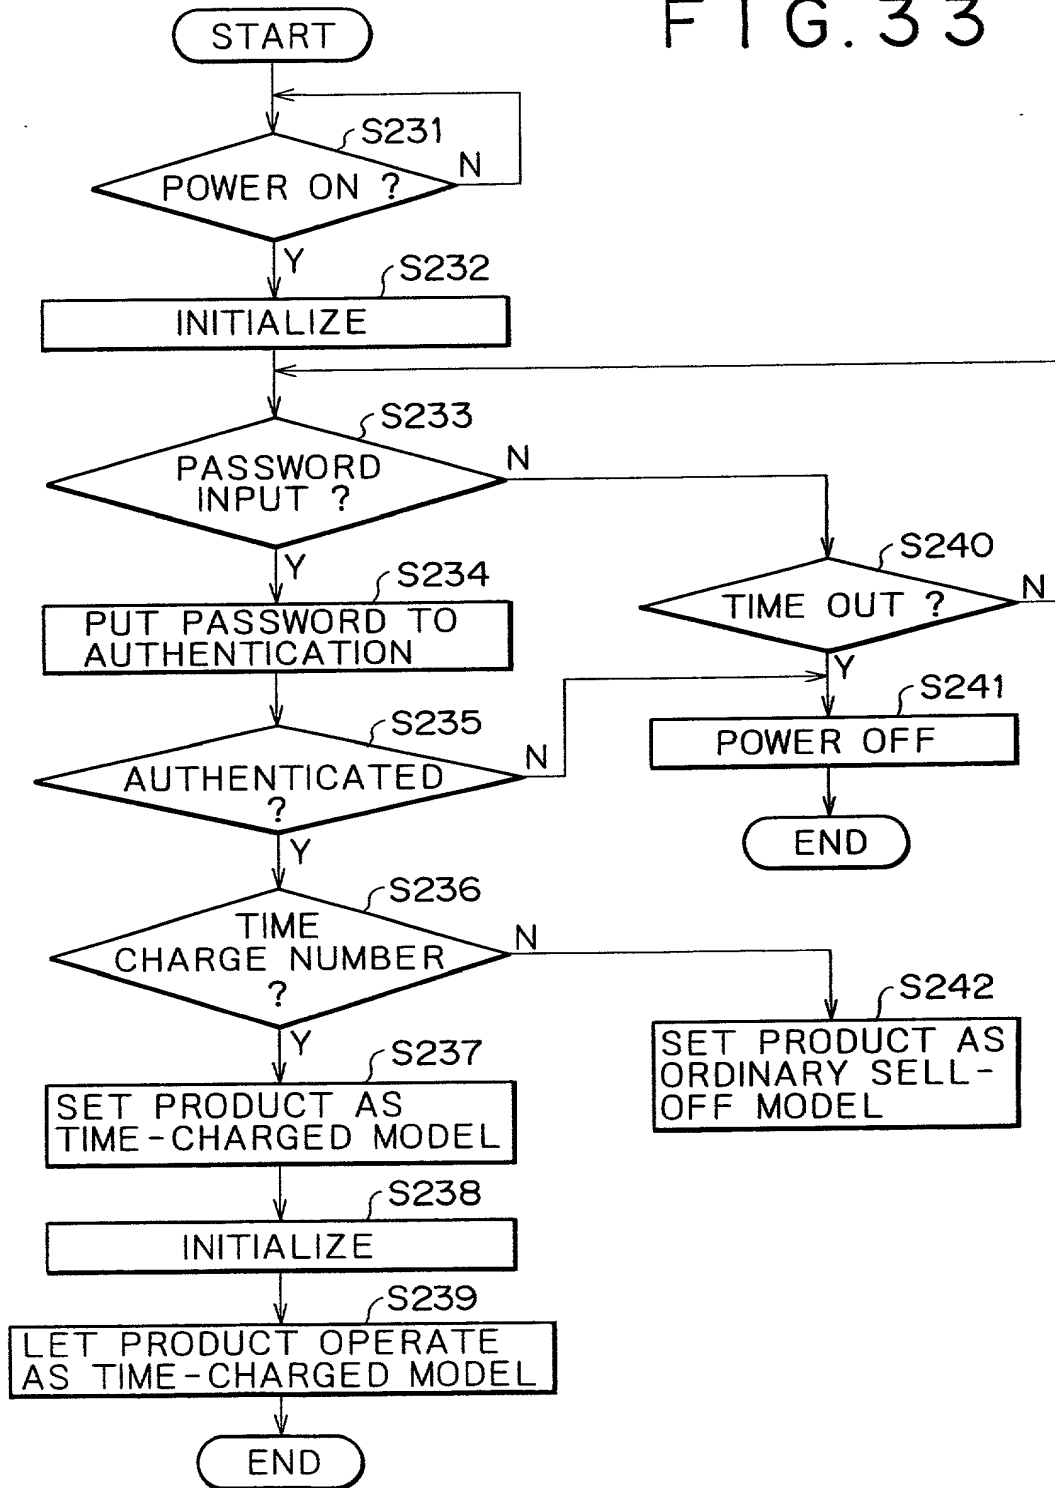 FIG.33
START
S231
POWER ON ?
N
Y
S232
INITIALIZE
S233
PASSWORD
INPUT ?
N
Y
S234
PUT PASSWORD TO
AUTHENTICATION
S240
TIME OUT ?
N
Y
S241
POWER OFF
END
S235
AUTHENTICATED
?
N
Y
S236
TIME
CHARGE NUMBER
?
N
Y
S242
SET PRODUCT AS
ORDINARY SELL-
OFF MODEL
S237
SET PRODUCT AS
TIME-CHARGED MODEL
S238
INITIALIZE
S239
LET PRODUCT OPERATE
AS TIME-CHARGED MODEL
END